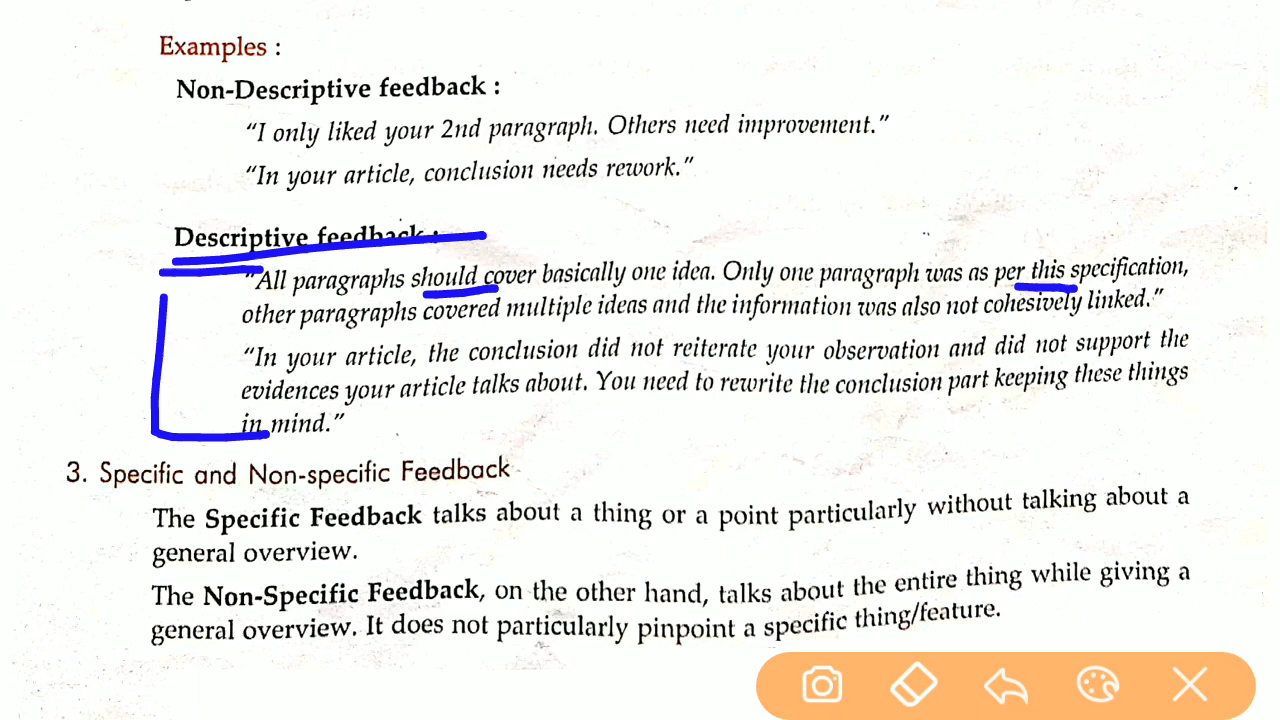 Examples :
Non-Descriptive feedback :
“I only liked your 2nd paragraph. Others need improvement.”
“In your article, conclusion needs rework.”
Descriptive feedback :
“All paragraphs should cover basically one idea. Only one paragraph was as per this specification,
other paragraphs covered multiple ideas and the information was also not cohesively linked.”
“In your article, the conclusion did not reiterate your observation and did not support the
evidences your article talks about. You need to rewrite the conclusion part keeping these things
in mind.”
3. Specific and Non-specific Feedback
The Specific Feedback talks about a thing or a point particularly without talking about a
general overview.
The Non-Specific Feedback, on the other hand, talks about the entire thing while giving a
general overview. It does not particularly pinpoint a specific thing/feature.